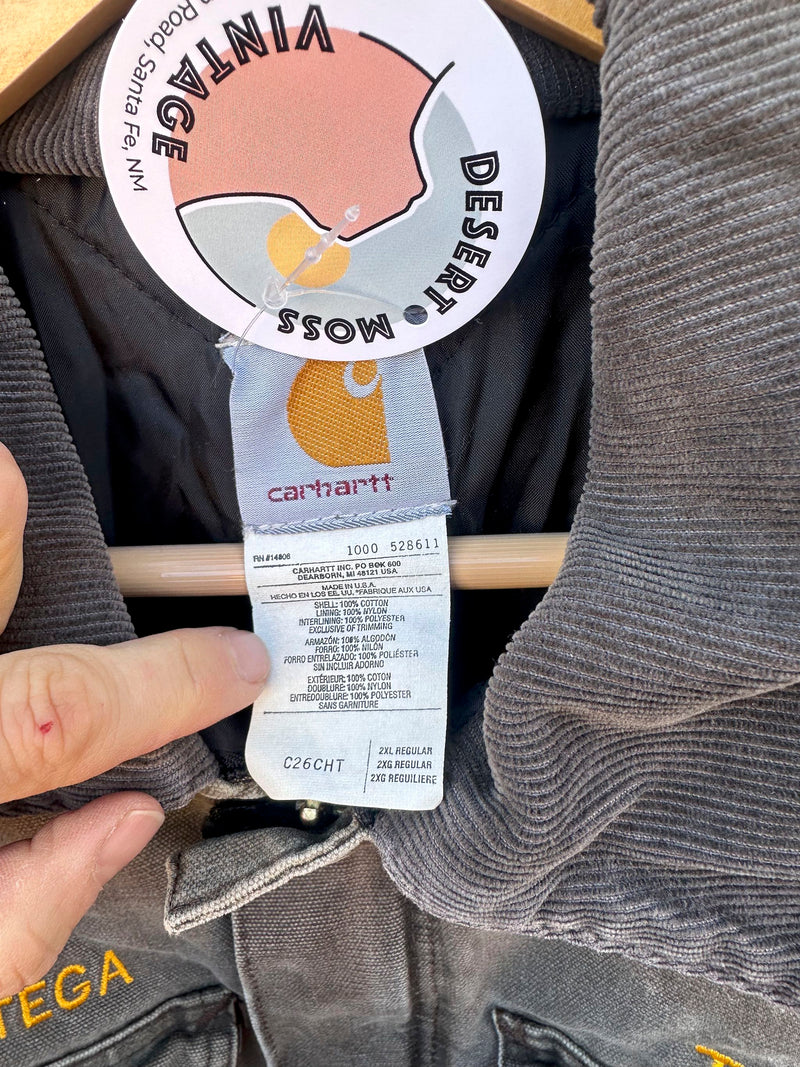 DESERT MOSS VINTAGE
Road, Santa Fe, NM
carhartt
RN #14806
1000 528611
CARHARTT INC. PO BOX 600
DEARBORN, MI 48121 USA
MADE IN U.S.A.
HECHO EN LOS EE. UU. *FABRIQUE AUX USA
SHELL: 100% COTTON
LINING: 100% NYLON
INTERLINING: 100% POLYESTER
EXCLUSIVE OF TRIMMING
ARMAZÓN: 100% ALGODÓN
FORRO: 100% NILÓN
FORRO ENTRELAZADO: 100% POLIÉSTER
SIN INCLUIR ADORNO
EXTÉRIEUR: 100% COTON
DOUBLURE: 100% NYLON
ENTREDOUBLURE: 100% POLYESTER
SANS GARNITURE
C26CHT
2XL REGULAR
2XG REGULAR
2XG REGUILIERE
TEGA